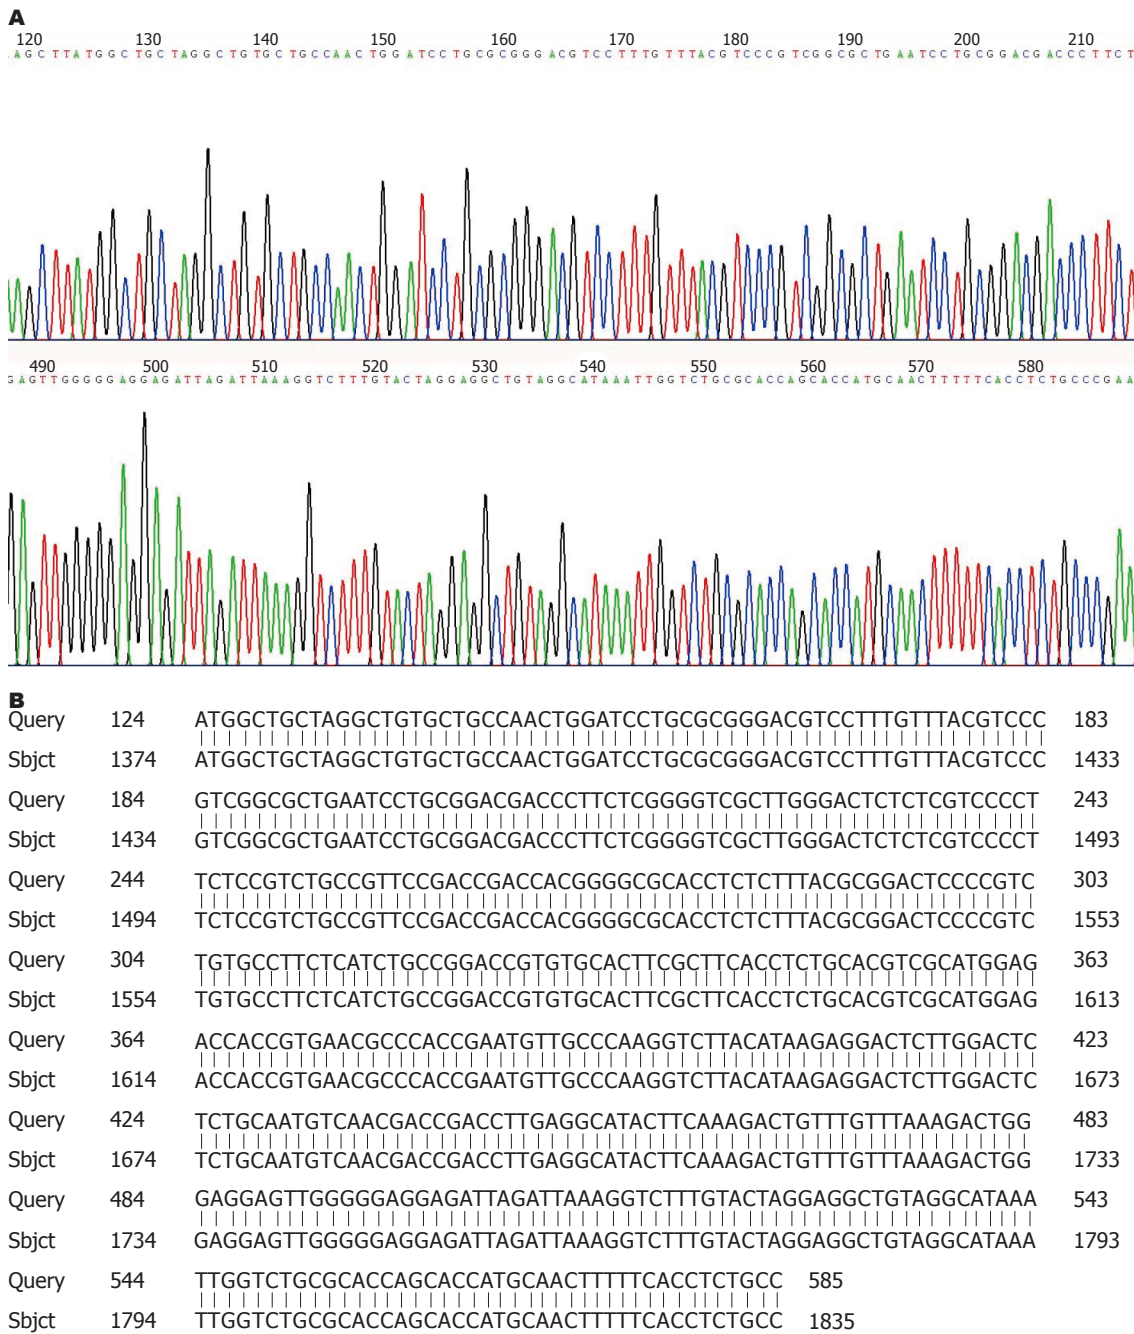 A
120 130 140 150 160 170 180 190 200 210
A G C T T A T G G C T G C T A G G C T G T G C T G C C A A C T G G A T C C T G C G C G G G A C G T C C T T T G T T T A C G T C C C G T C G G C G C T G A A T C C T G C G G A C G A C C C T T C T
490 500 510 520 530 540 550 560 570 580
G A G T T G G G G G A G G A G A T T A G A T T A A A G G T C T T T G T A C T A G G A G G C T G T A G G C A T A A A T T G G T C T G C G C A C C A G C A C C A T G C A A C T T T T T C A C C T C T G C C C G A A
B
Query 124 ATGGCTGCTAGGCTGTGCTGCCAACTGGATCCTGCGCGGGACGTCCTTTGTTTACGTCCC 183
Sbjct 1374 ATGGCTGCTAGGCTGTGCTGCCAACTGGATCCTGCGCGGGACGTCCTTTGTTTACGTCCC 1433
Query 184 GTCGGCGCTGAATCCTGCGGACGACCCTTCTCGGGGTCGCTTGGGACTCTCTCGTCCCCT 243
Sbjct 1434 GTCGGCGCTGAATCCTGCGGACGACCCTTCTCGGGGTCGCTTGGGACTCTCTCGTCCCCT 1493
Query 244 TCTCCGTCTGCCGTTCCGACCGACCACGGGGCGCACCTCTCTTTACGCGGACTCCCCGTC 303
Sbjct 1494 TCTCCGTCTGCCGTTCCGACCGACCACGGGGCGCACCTCTCTTTACGCGGACTCCCCGTC 1553
Query 304 TGTGCCTTCTCATCTGCCGGACCGTGTGCACTTCGCTTCACCTCTGCACGTCGCATGGAG 363
Sbjct 1554 TGTGCCTTCTCATCTGCCGGACCGTGTGCACTTCGCTTCACCTCTGCACGTCGCATGGAG 1613
Query 364 ACCACCGTGAACGCCCACCGAATGTTGCCCAAGGTCTTACATAAGAGGACTCTTGGACTC 423
Sbjct 1614 ACCACCGTGAACGCCCACCGAATGTTGCCCAAGGTCTTACATAAGAGGACTCTTGGACTC 1673
Query 424 TCTGCAATGTCAACGACCGACCTTGAGGCATACTTCAAAGACTGTTTGTTTAAAGACTGG 483
Sbjct 1674 TCTGCAATGTCAACGACCGACCTTGAGGCATACTTCAAAGACTGTTTGTTTAAAGACTGG 1733
Query 484 GAGGAGTTGGGGGAGGAGATTAGATTAAAGGTCTTTGTACTAGGAGGCTGTAGGCATAAA 543
Sbjct 1734 GAGGAGTTGGGGGAGGAGATTAGATTAAAGGTCTTTGTACTAGGAGGCTGTAGGCATAAA 1793
Query 544 TTGGTCTGCGCACCAGCACCATGCAACTTTTTCACCTCTGCC 585
Sbjct 1794 TTGGTCTGCGCACCAGCACCATGCAACTTTTTCACCTCTGCC 1835